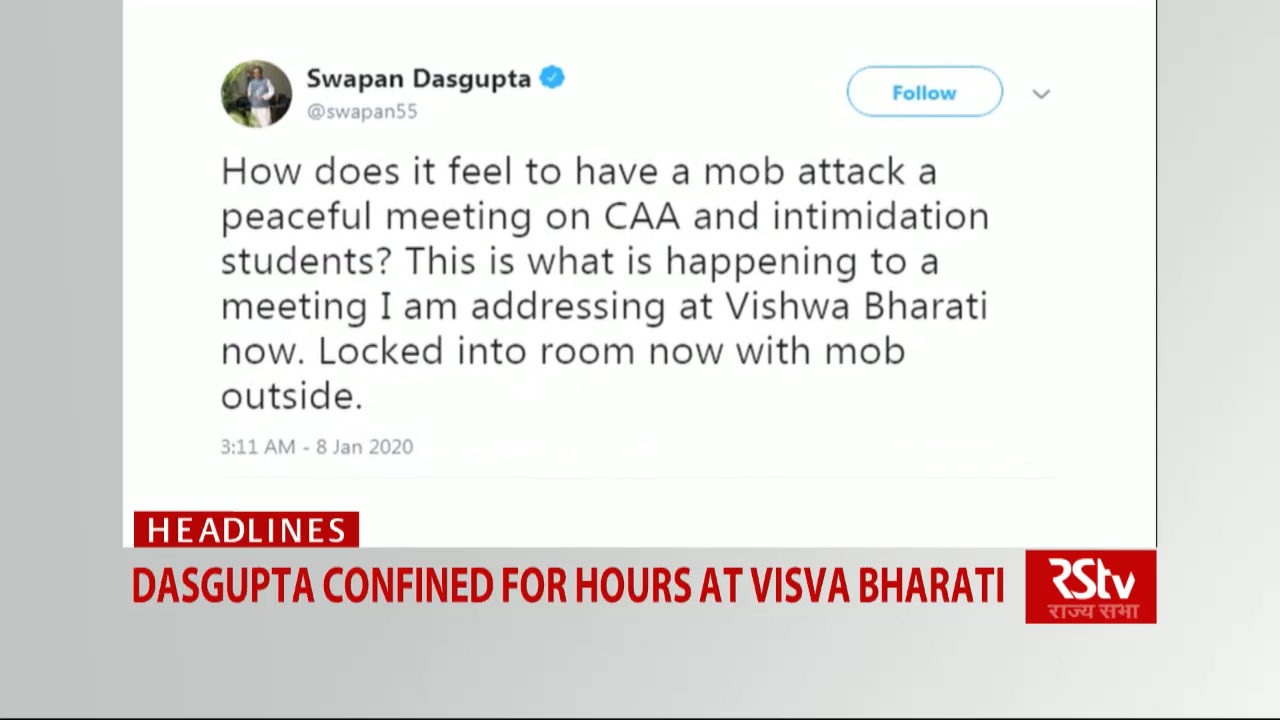 Swapan Dasgupta
@swapan55
Follow
How does it feel to have a mob attack a
peaceful meeting on CAA and intimidation
students? This is what is happening to a
meeting I am addressing at Vishwa Bharati
now. Locked into room now with mob
outside.
3:11 AM - 8 Jan 2020
HEADLINES
DASGUPTA CONFINED FOR HOURS AT VISVA BHARATI
RStv
राज्य सभा